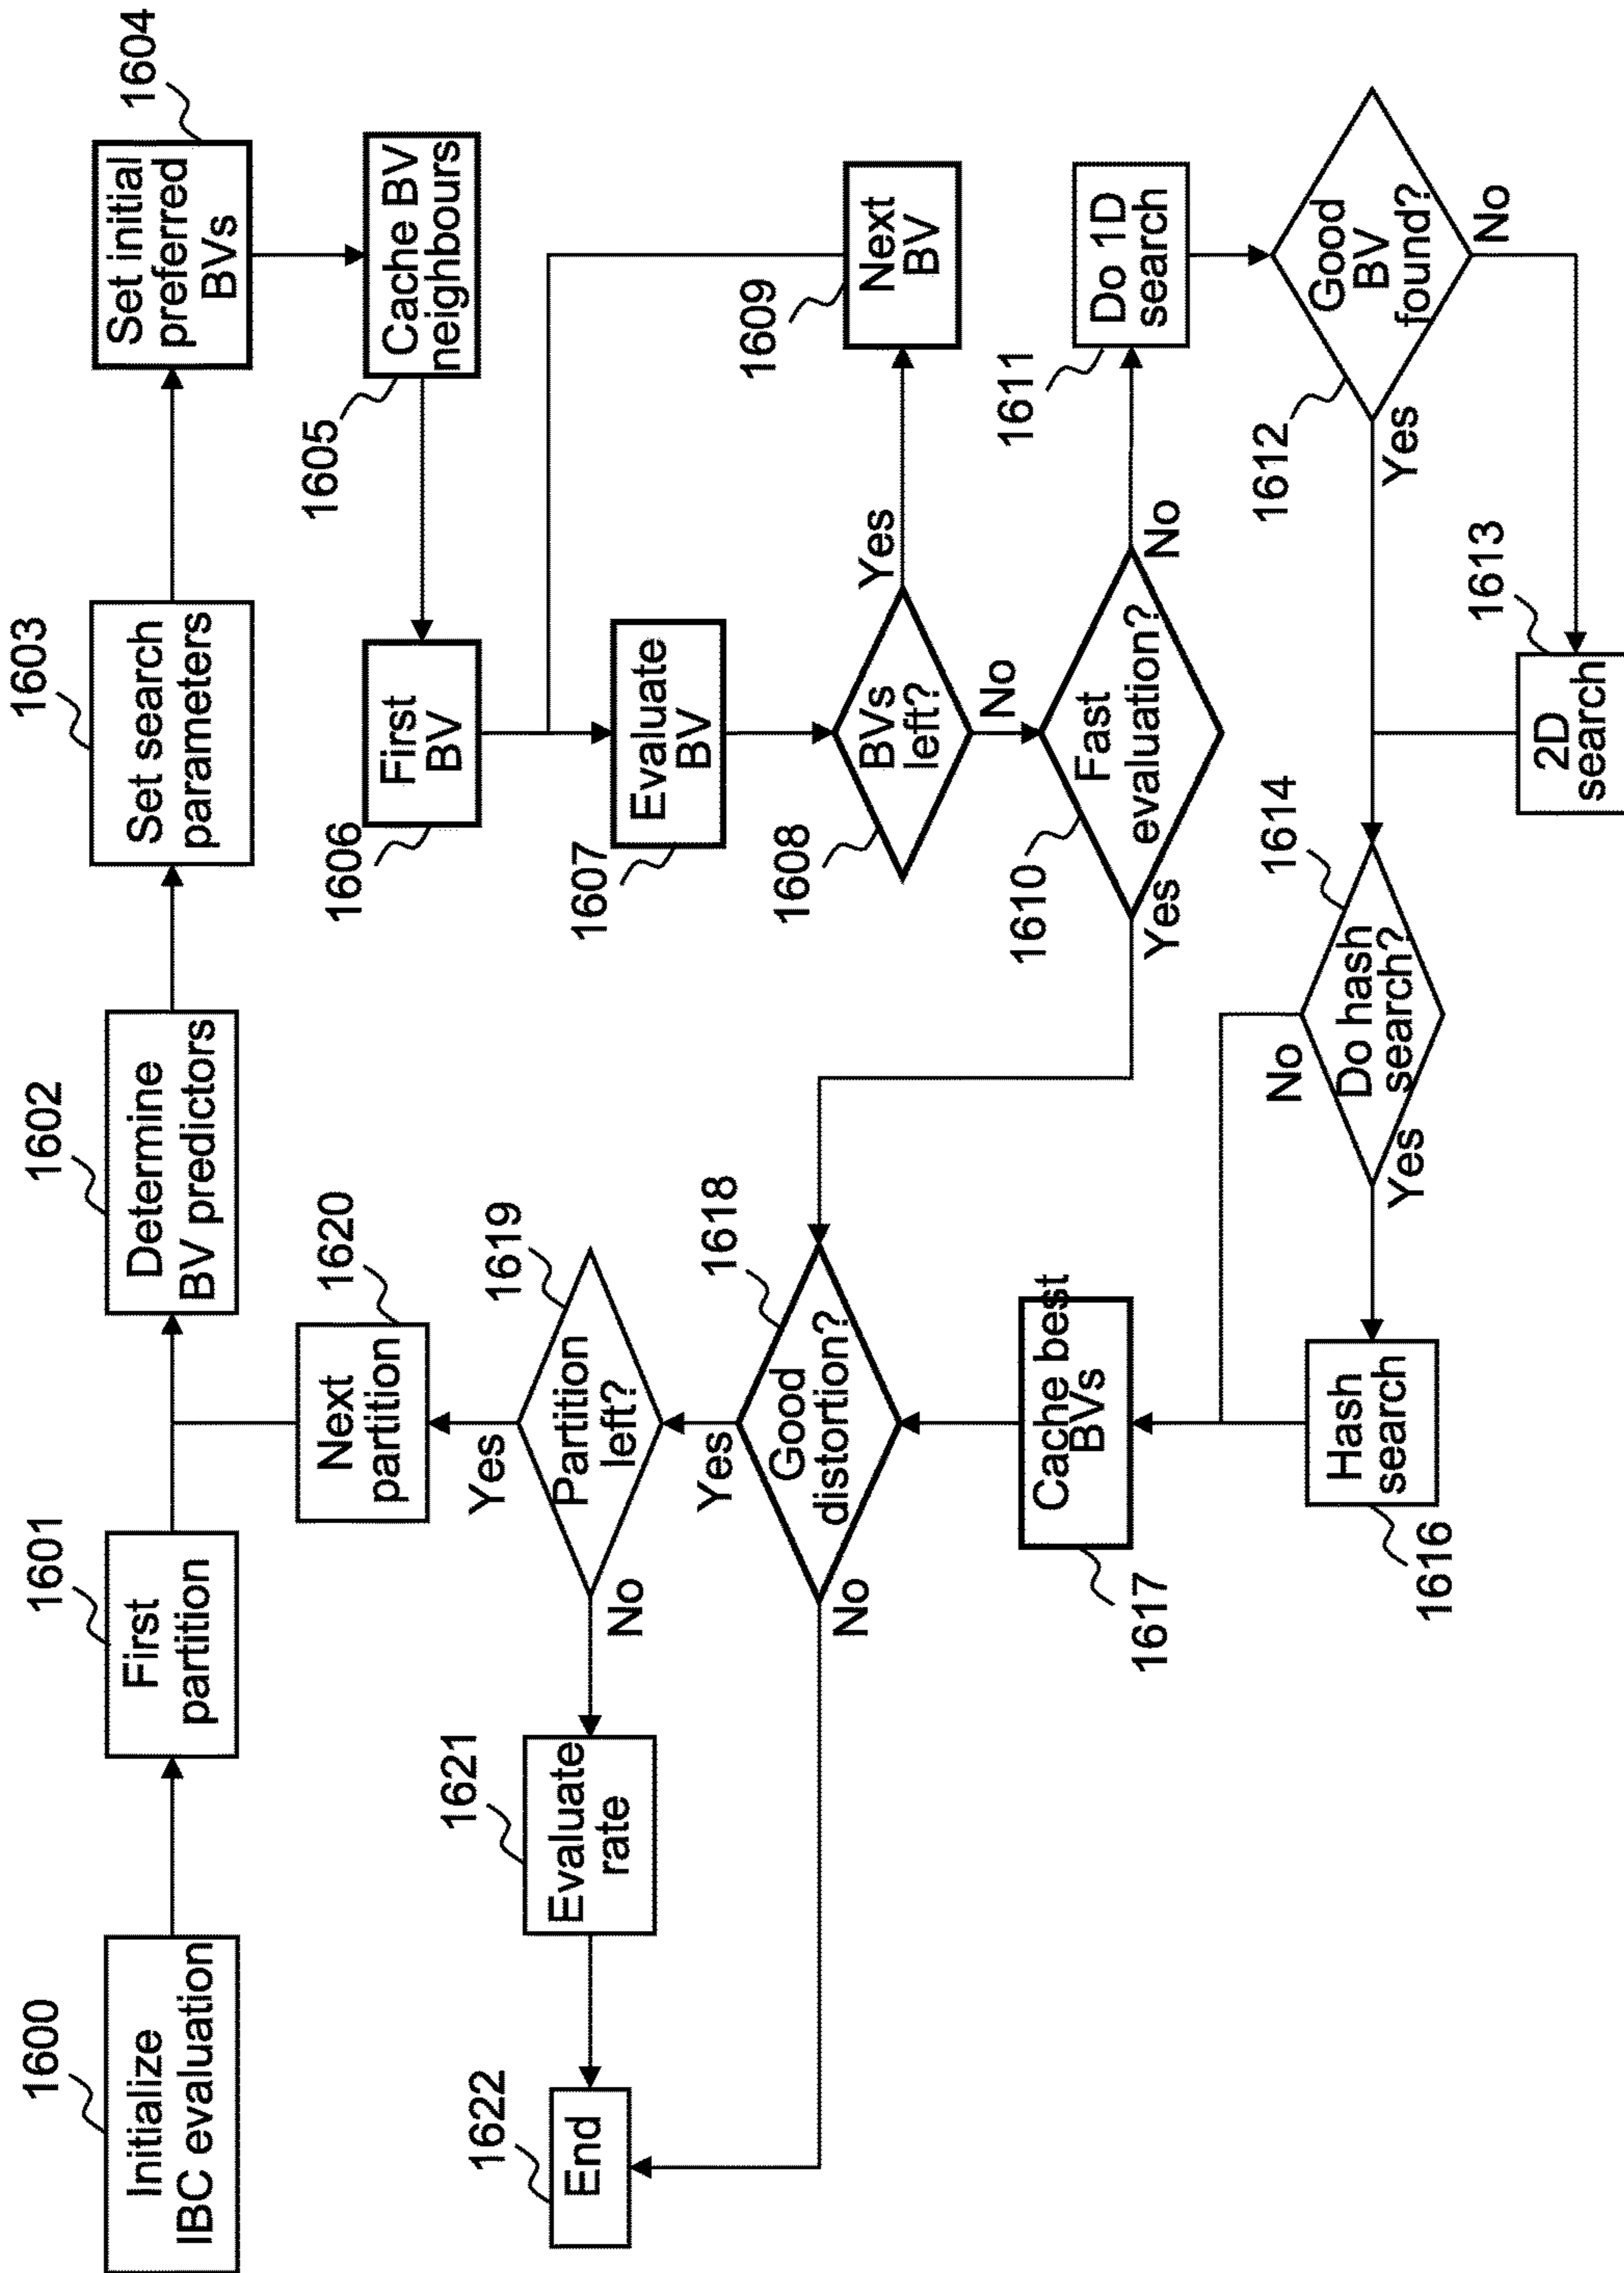 1600
Initialize
IBC evaluation
1601
First
partition
1602
Determine
BV predictors
1603
Set search
parameters
1604
Set initial
preferred
BVs
1605
Cache BV
neighbours
1606
First
BV
1607
Evaluate
BV
1608
BVs
left?
Yes
No
1609
Next
BV
1610
Fast
evaluation?
Yes
No
1611
Do 1D
search
1612
Good
BV
found?
Yes
No
1613
2D
search
1614
Do hash
search?
No
Yes
1616
Hash
search
1617
Cache best
BVs
1618
Good
distortion?
Yes
No
1619
Partition
left?
Yes
No
1620
Next
partition
1621
Evaluate
rate
1622
End